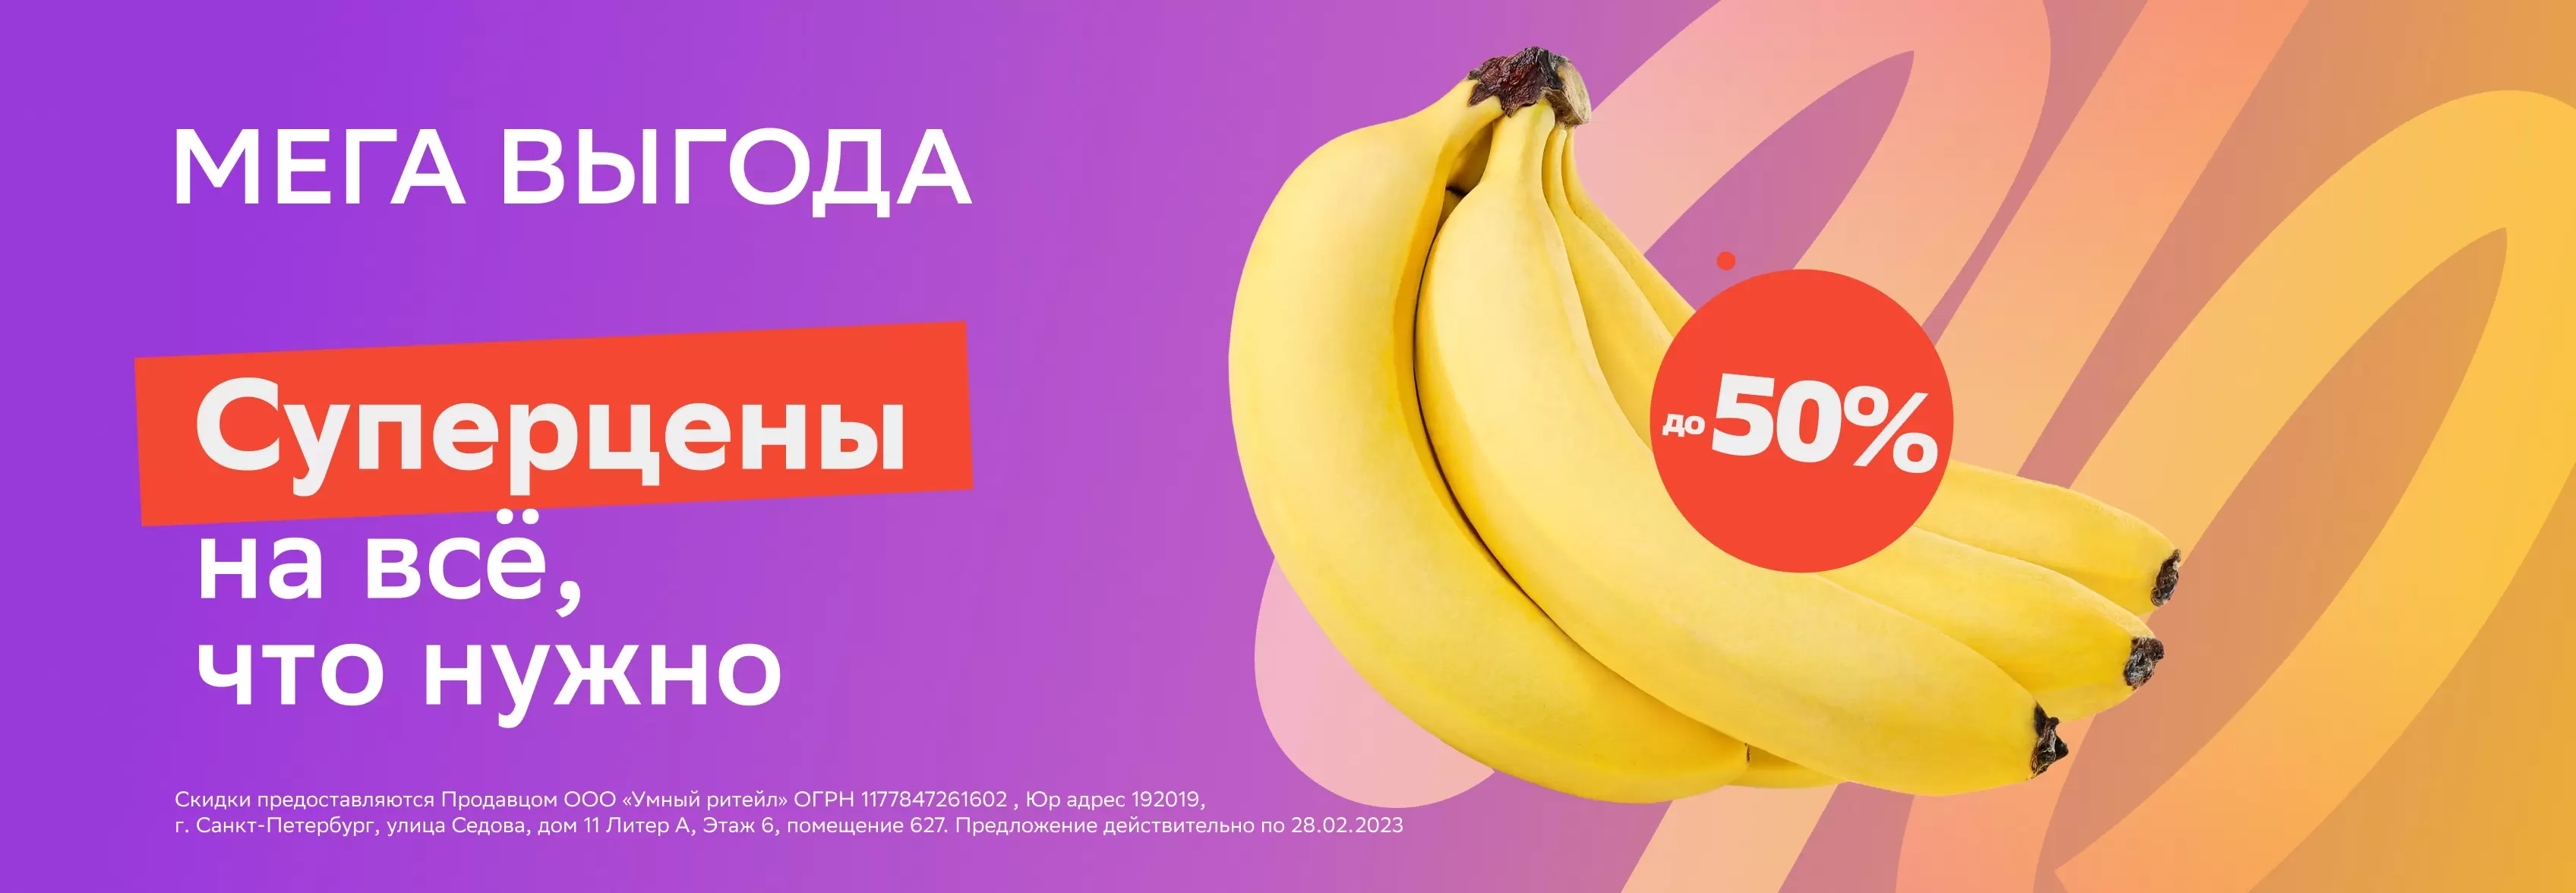 МЕГА ВЫГОДА
Суперцены
на всё,
что нужно
до 50%
Скидки предоставляются Продавцом ООО «Умный ритейл» ОГРН 1177847261602 , Юр адрес 192019,
г. Санкт-Петербург, улица Седова, дом 11 Литер А, Этаж 6, помещение 627. Предложение действительно по 28.02.2023